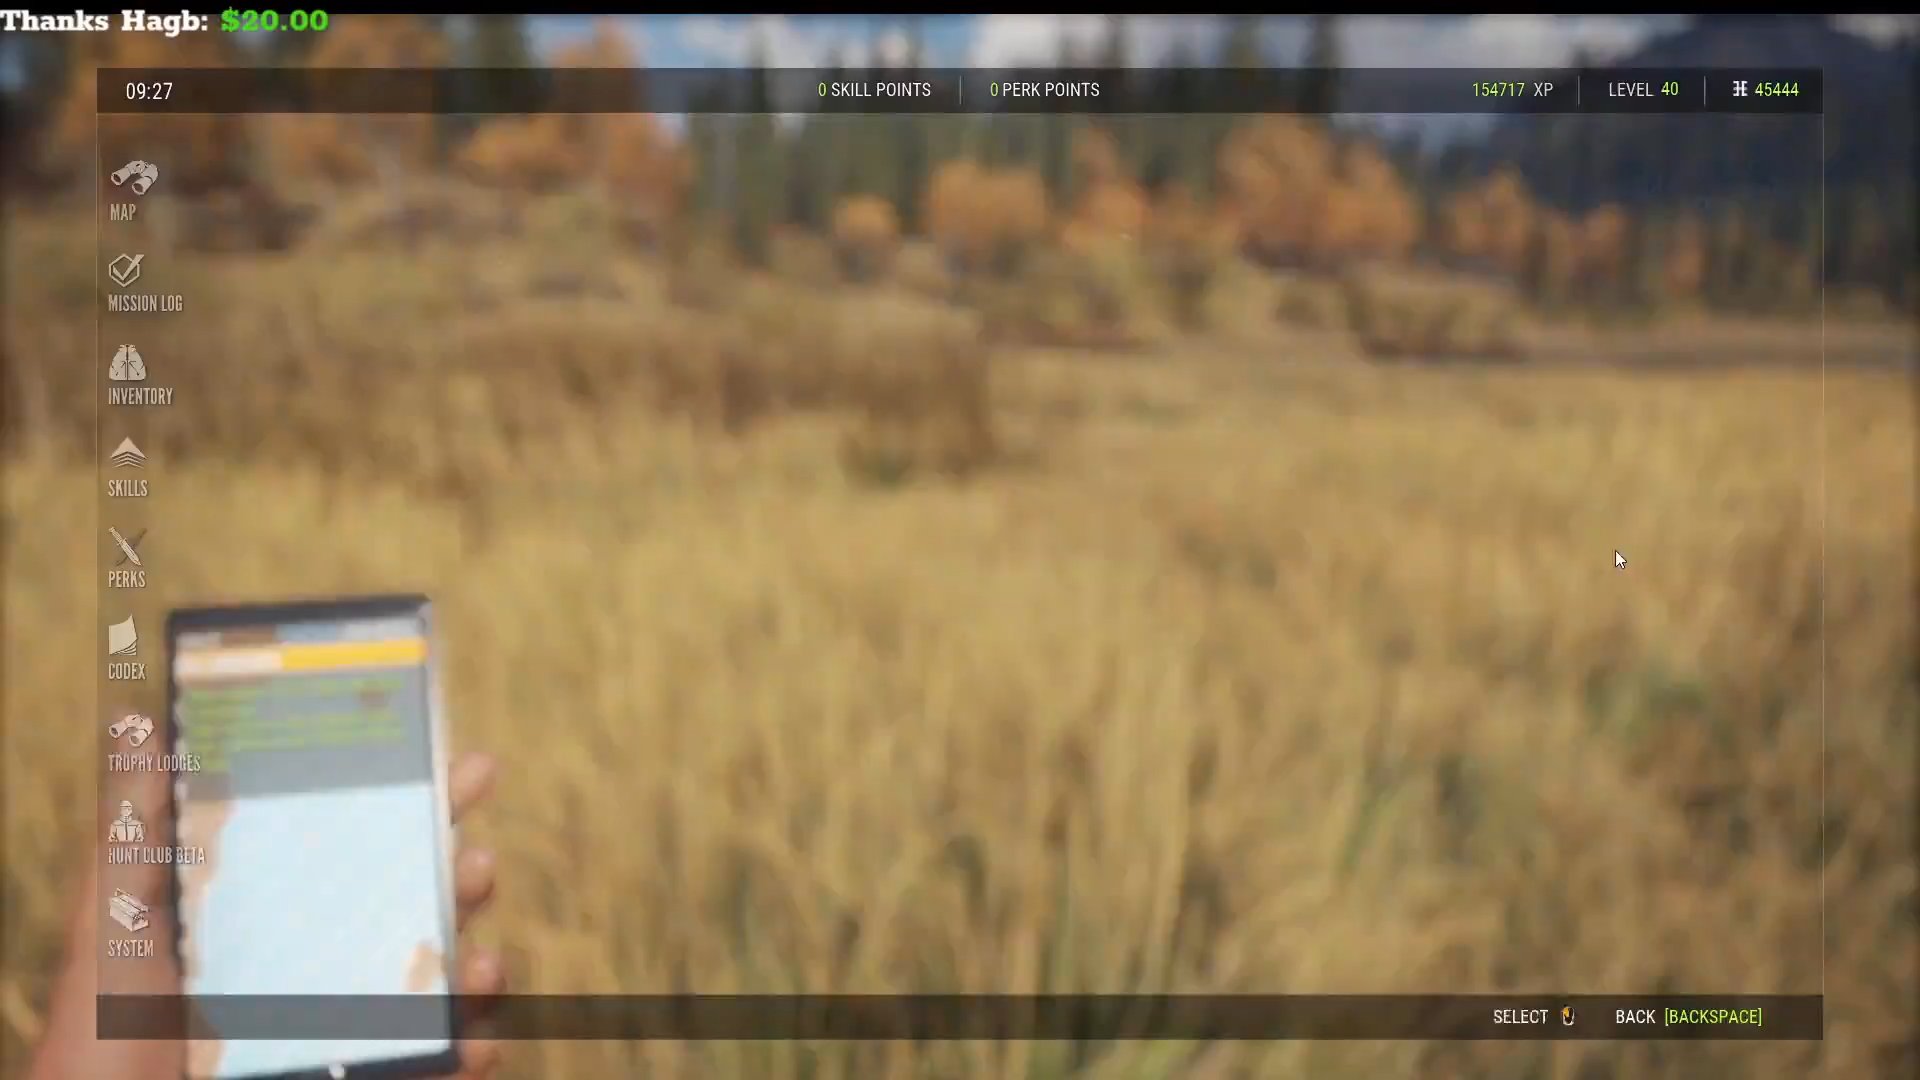 Thanks Hagb: $20.00
09:27
0 SKILL POINTS
0 PERK POINTS
154717 XP
LEVEL 40
45444
MAP
MISSION LOG
INVENTORY
SKILLS
PERKS
CODEX
TROPHY LODGES
HUNT CLUB BETA
SYSTEM
SELECT
BACK [BACKSPACE]